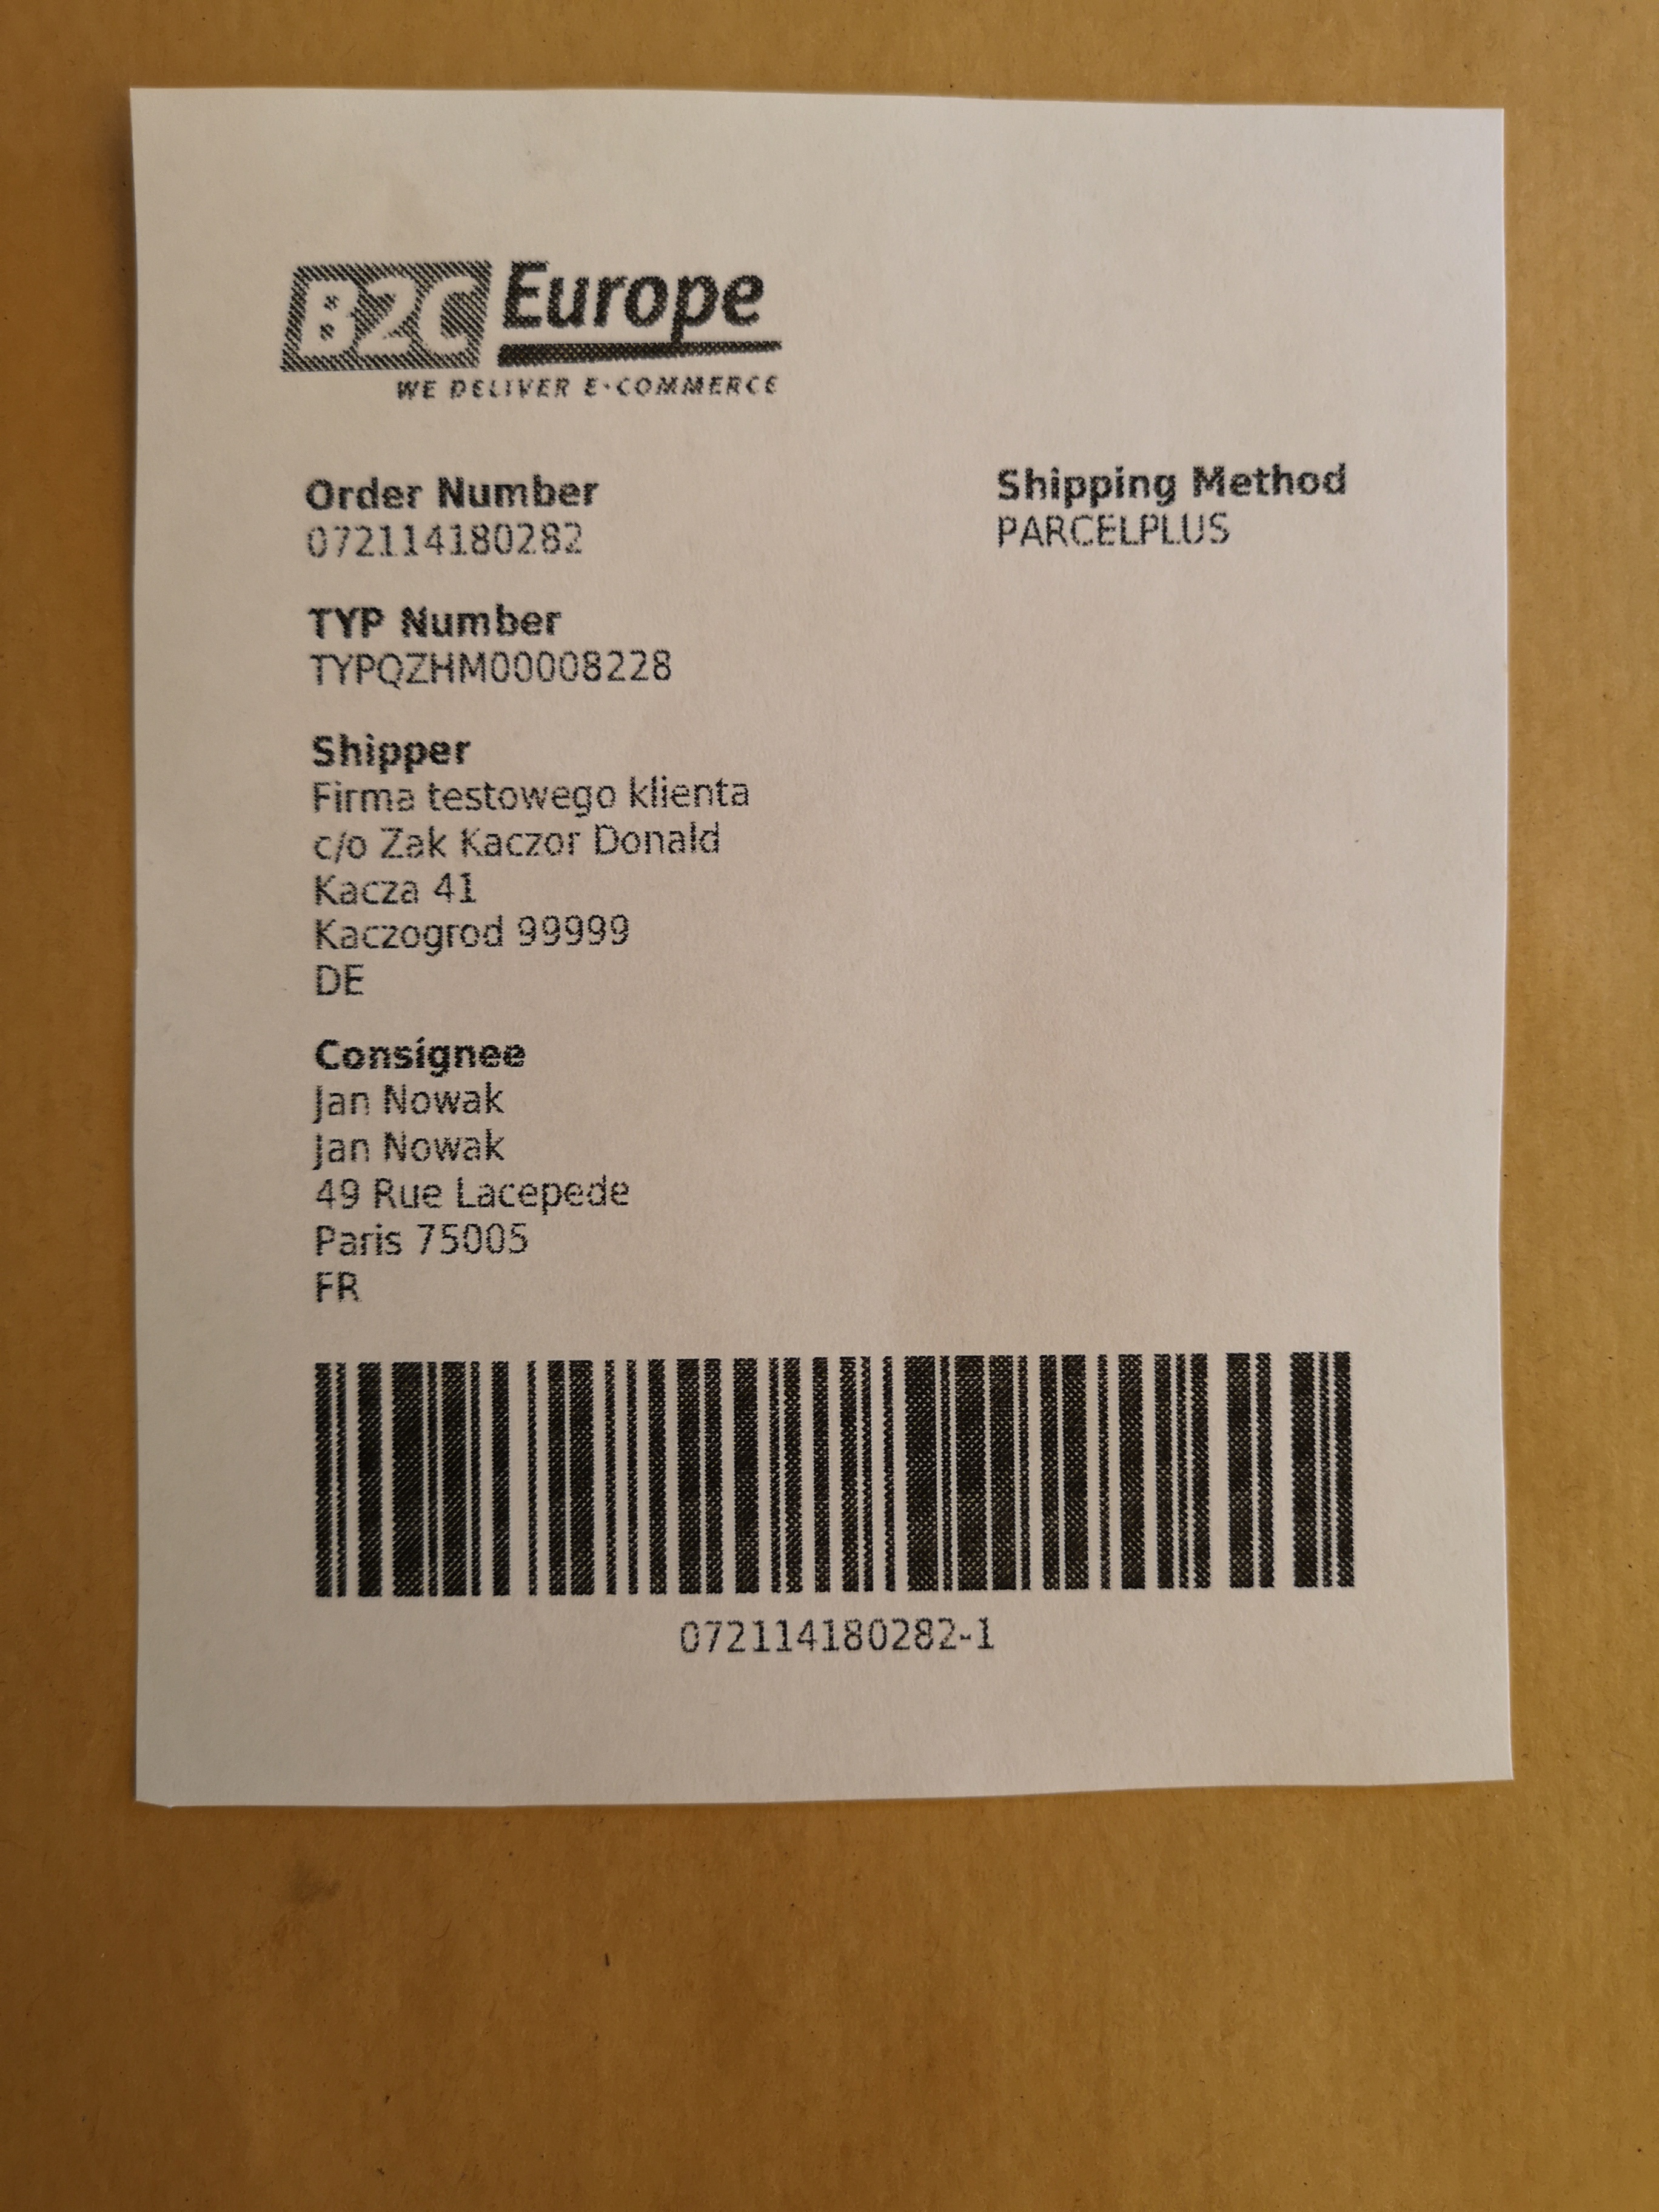 B2C Europe
WE DELIVER E-COMMERCE
Order Number
072114180282
Shipping Method
PARCELPLUS
TYP Number
TYPQZHM00008228
Shipper
Firma testowego klienta
c/o Zak Kaczor Donald
Kacza 41
Kaczogrod 99999
DE
Consignee
Jan Nowak
Jan Nowak
49 Rue Lacepede
Paris 75005
FR
072114180282-1